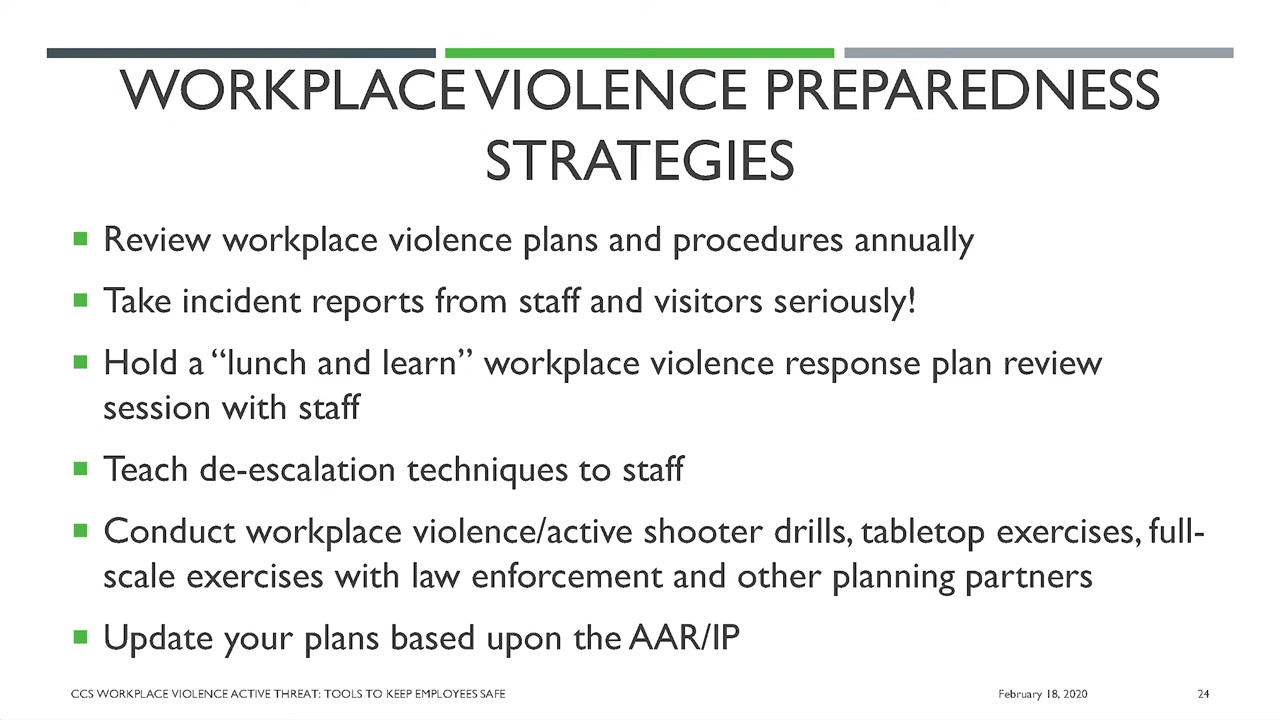 WORKPLACE VIOLENCE PREPAREDNESS
STRATEGIES
Review workplace violence plans and procedures annually
Take incident reports from staff and visitors seriously!
Hold a “lunch and learn” workplace violence response plan review
session with staff
Teach de-escalation techniques to staff
Conduct workplace violence/active shooter drills, tabletop exercises, full-
scale exercises with law enforcement and other planning partners
Update your plans based upon the AAR/IP
CCS WORKPLACE VIOLENCE ACTIVE THREAT: TOOLS TO KEEP EMPLOYEES SAFE
February 18, 2020
24